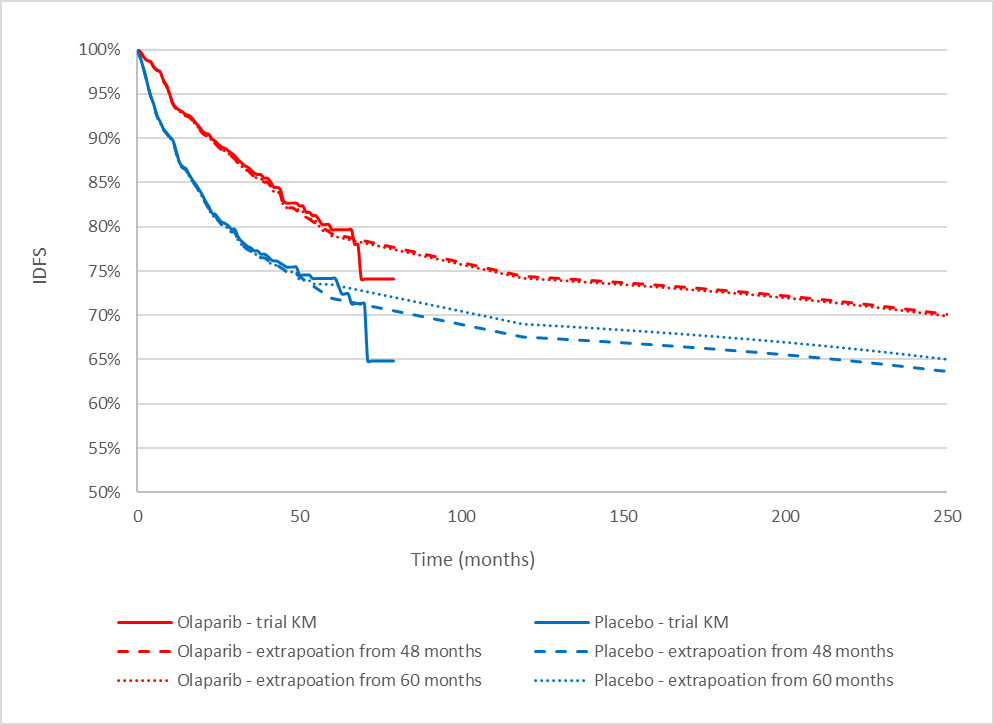 100%
95%
90%
85%
80%
75%
70%
65%
60%
55%
50%
IDFS
0 50 100 150 200 250
Time (months)
Olaparib - trial KM Placebo - trial KM
Olaparib - extrapoation from 48 months Placebo - extrapoation from 48 months
Olaparib - extrapoation from 60 months Placebo - extrapoation from 60 months